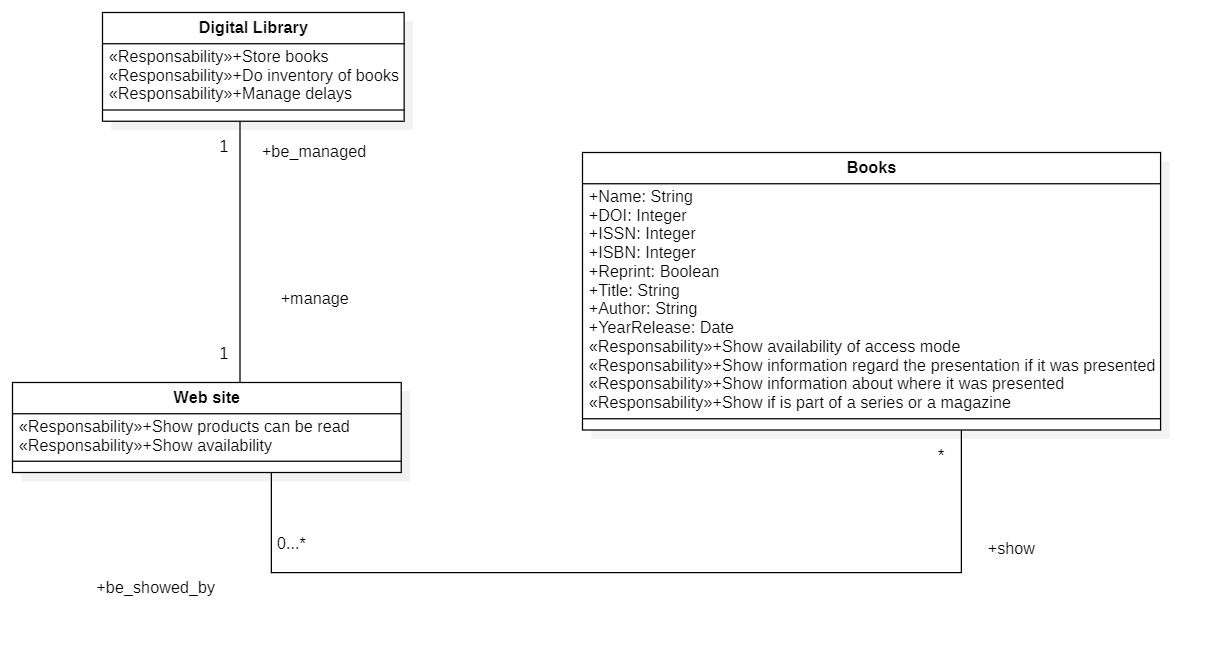 Digital Library
«Responsability»+Store books
«Responsability»+Do inventory of books
«Responsability»+Manage delays
1
+be_managed
+manage
1
Web site
«Responsability»+Show products can be read
«Responsability»+Show availability
0...*
+be_showed_by
Books
+Name: String
+DOI: Integer
+ISSN: Integer
+ISBN: Integer
+Reprint: Boolean
+Title: String
+Author: String
+YearRelease: Date
«Responsability»+Show availability of access mode
«Responsability»+Show information regard the presentation if it was presented
«Responsability»+Show information about where it was presented
«Responsability»+Show if is part of a series or a magazine
*
+show